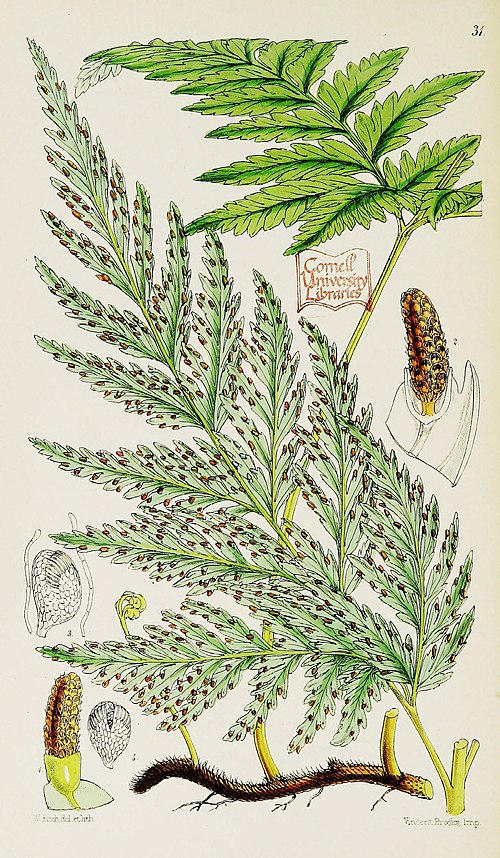 31.
Cornell
University
Libraries
2
3.
4.
W. Fitch, del. et lith.
Vincent Brooks, Imp.